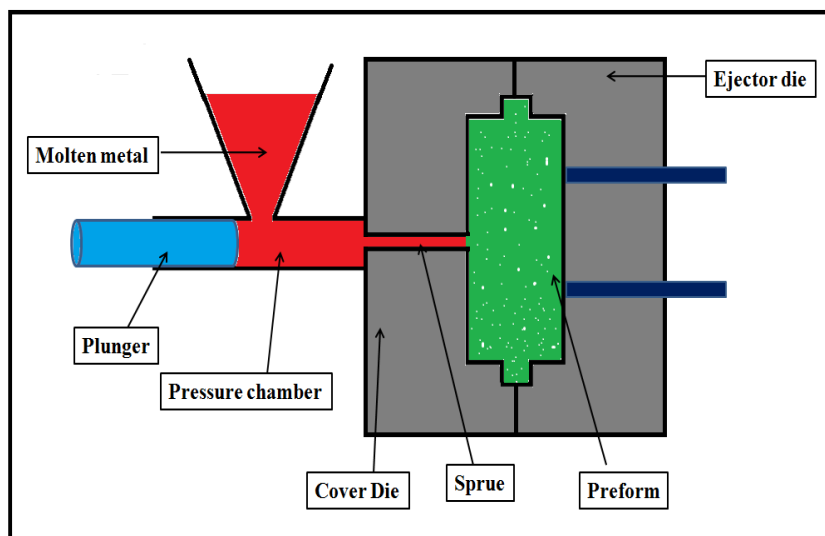 Ejector die
Molten metal
Plunger
Pressure chamber
Cover Die
Sprue
Preform